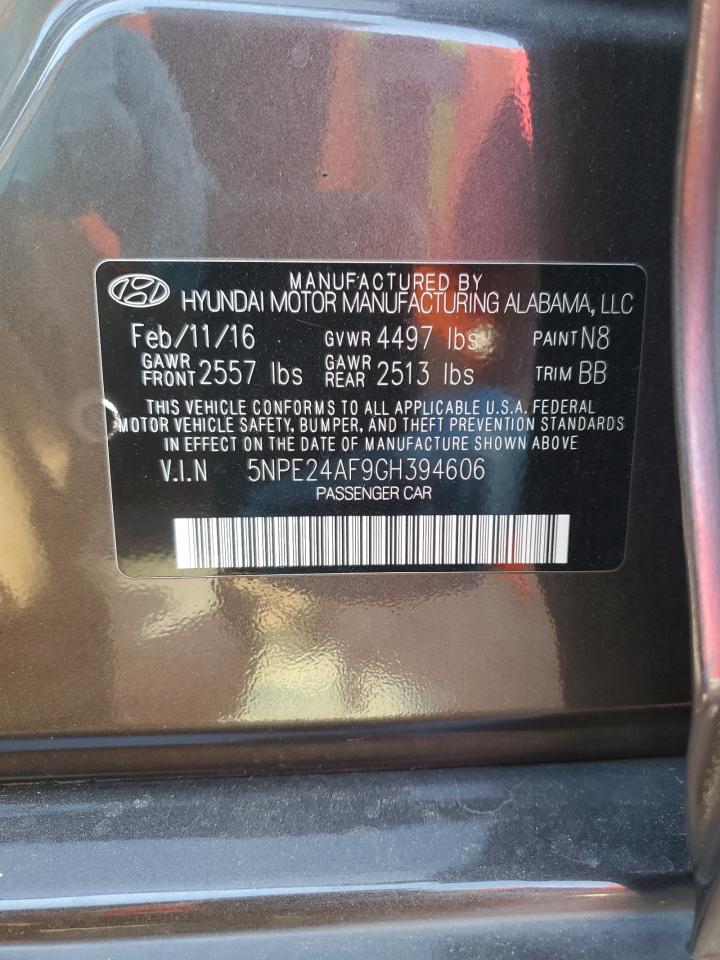 MANUFACTURED BY
HYUNDAI MOTOR MANUFACTURING ALABAMA, LLC
Feb/11/16 GVWR 4497 lbs PAINT N8
GAWR FRONT 2557 lbs GAWR REAR 2513 lbs TRIM BB
THIS VEHICLE CONFORMS TO ALL APPLICABLE U.S.A. FEDERAL
MOTOR VEHICLE SAFETY, BUMPER, AND THEFT PREVENTION STANDARDS
IN EFFECT ON THE DATE OF MANUFACTURE SHOWN ABOVE
V.I.N 5NPE24AF9GH394606
PASSENGER CAR